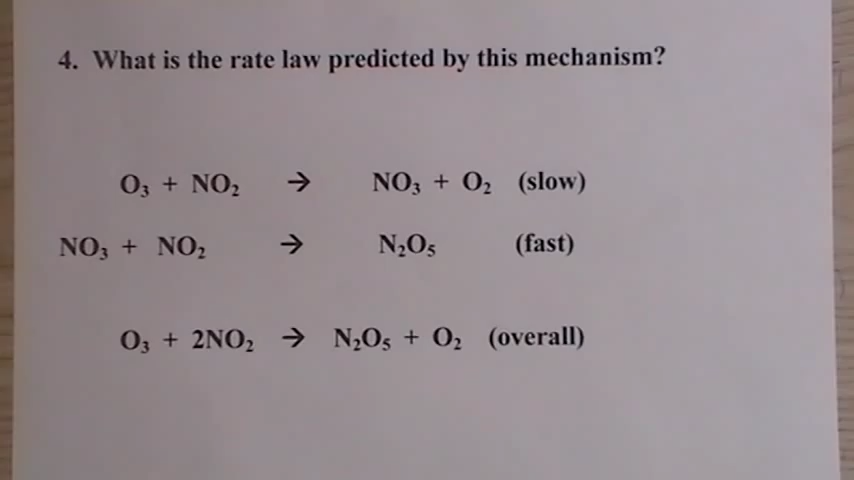 4. What is the rate law predicted by this mechanism?
O₃ + NO₂ → NO₃ + O₂ (slow)
NO₃ + NO₂ → N₂O₅ (fast)
O₃ + 2NO₂ → N₂O₅ + O₂ (overall)